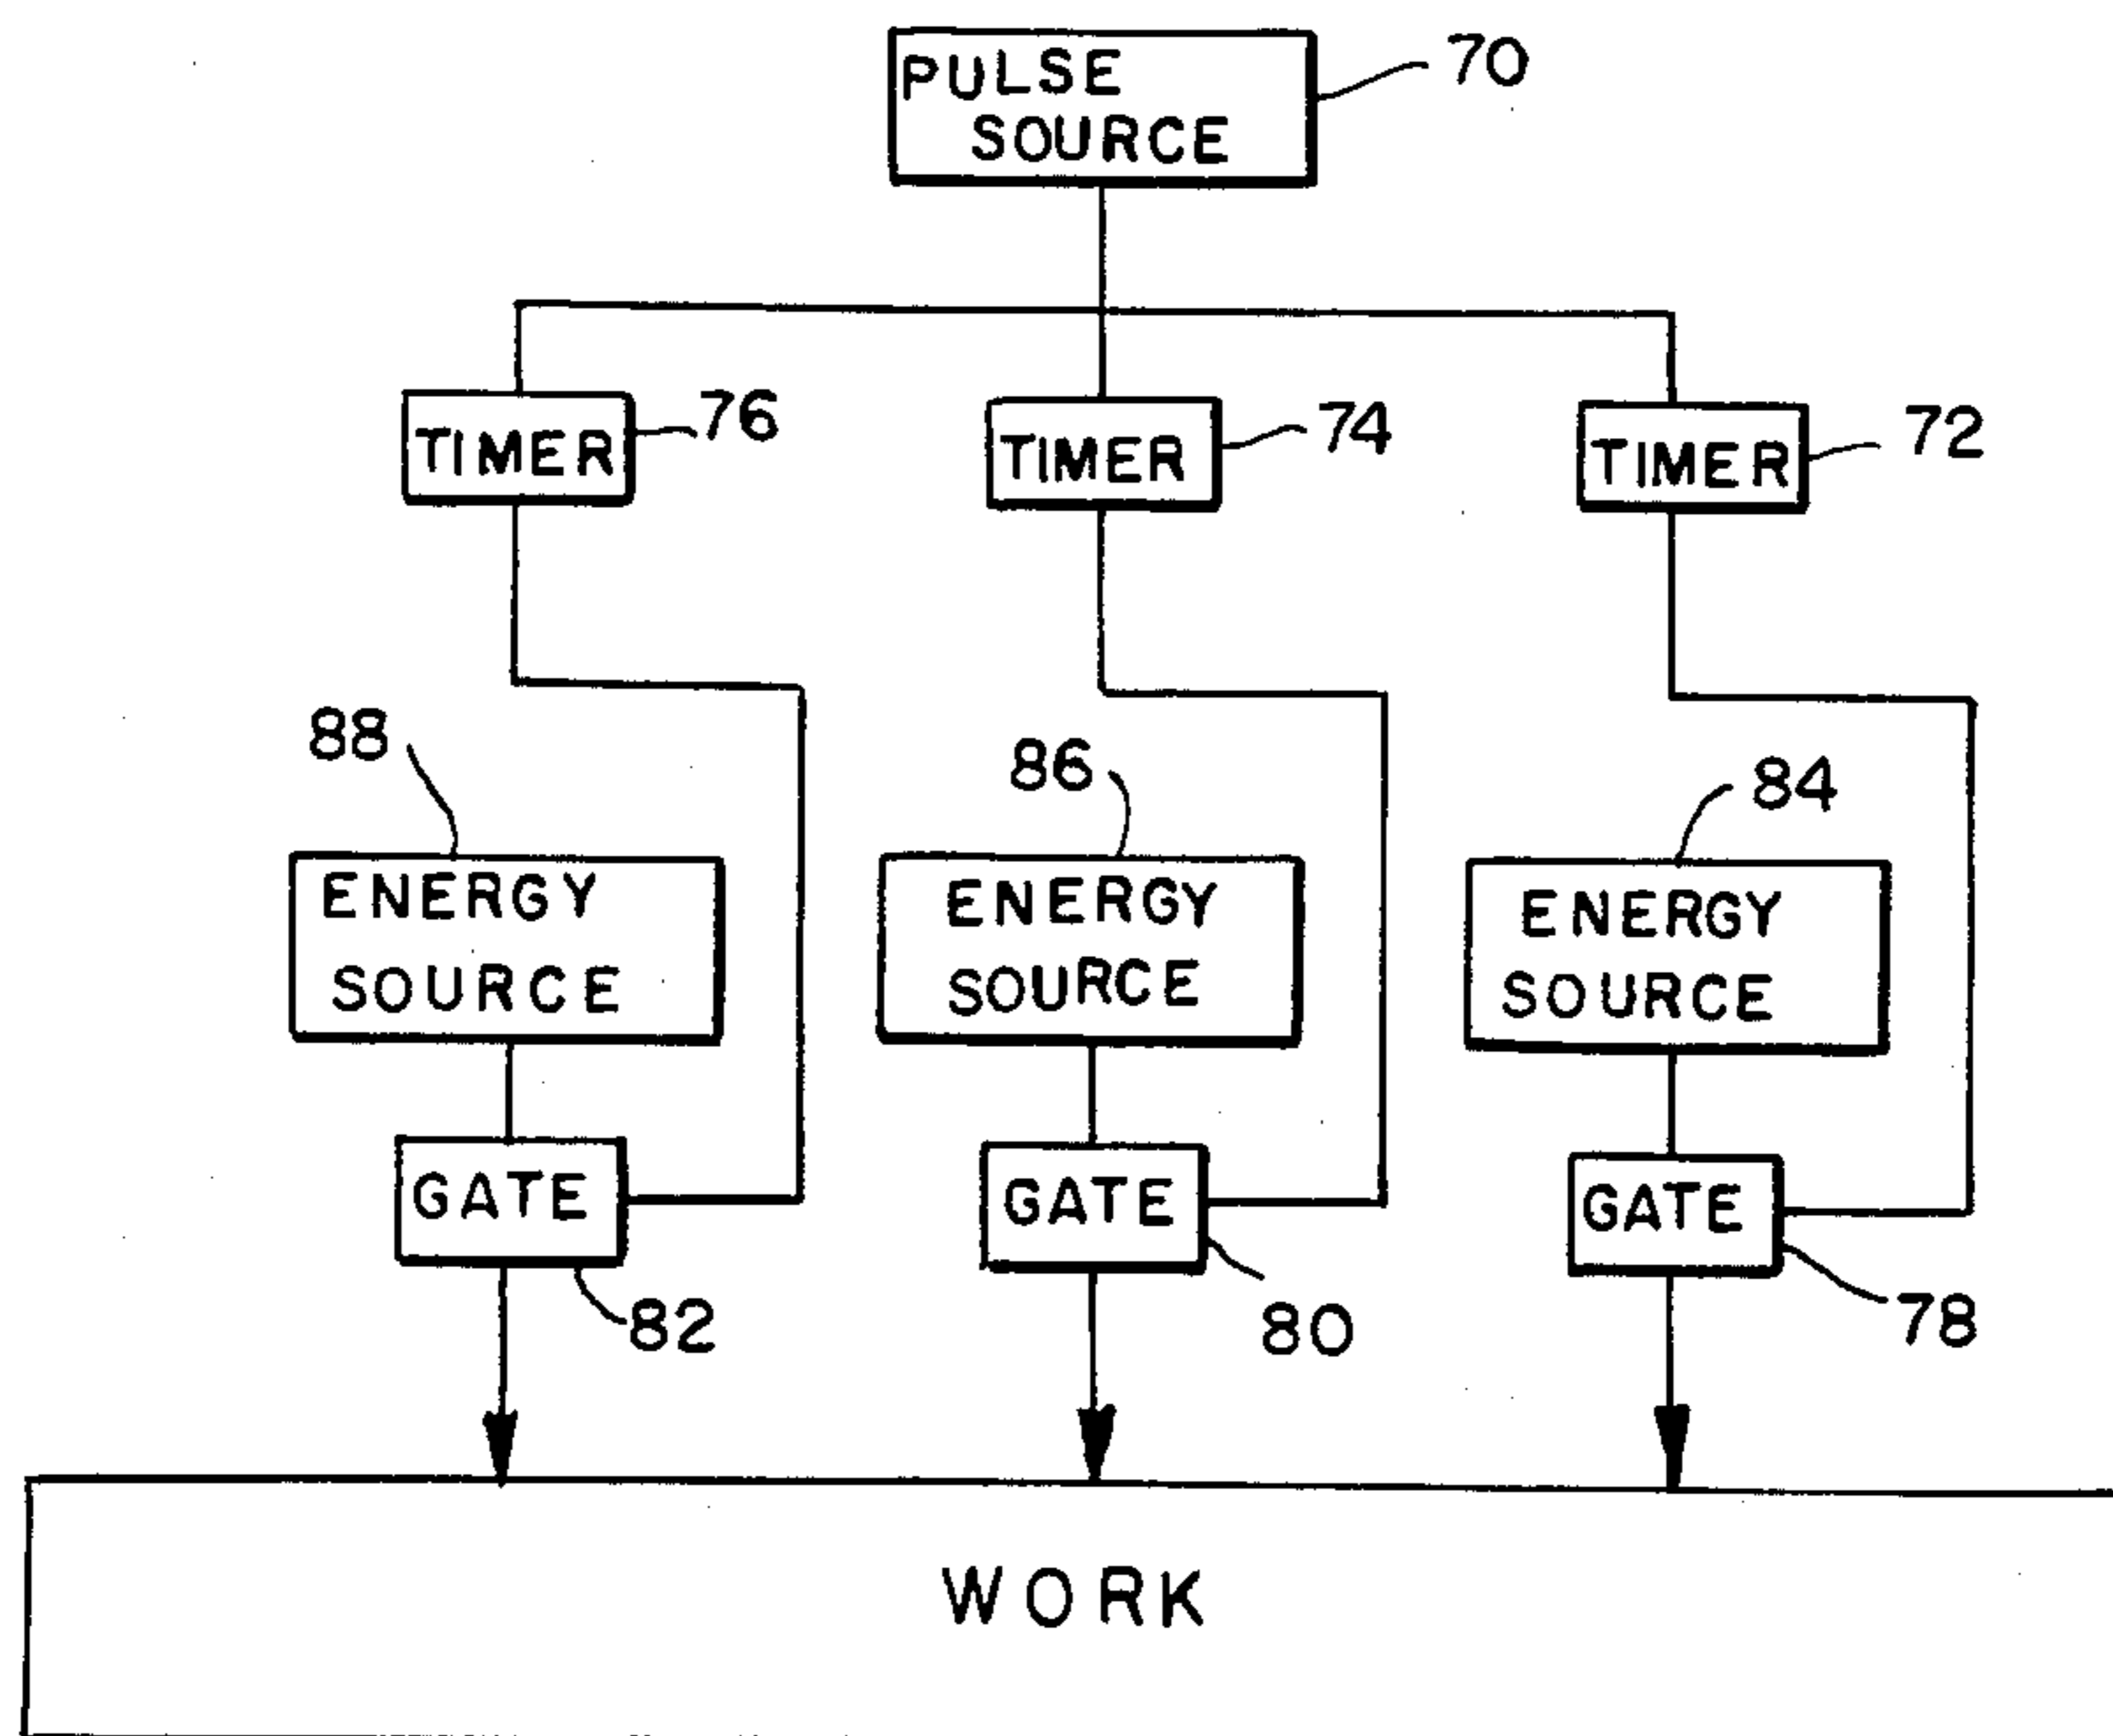 PULSE
SOURCE
70
TIMER
76
TIMER
74
TIMER
72
88
86
84
ENERGY
SOURCE
ENERGY
SOURCE
ENERGY
SOURCE
GATE
GATE
GATE
82
80
78
WORK